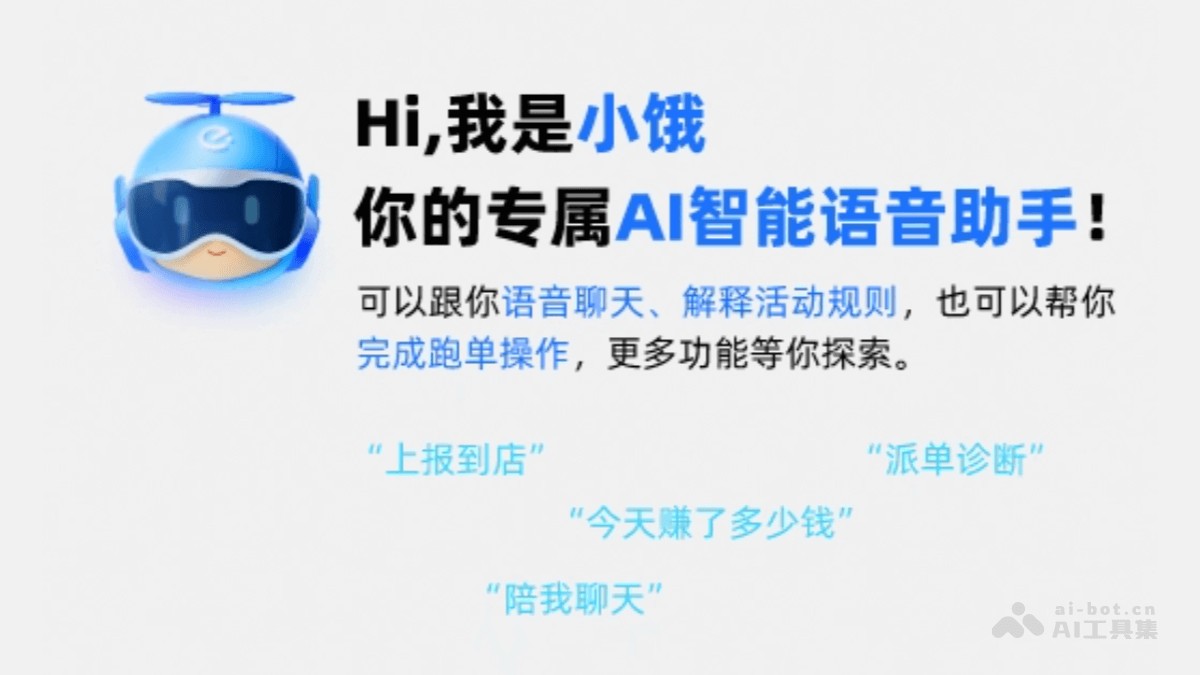 Hi,我是小饿
你的专属AI智能语音助手！
可以跟你语音聊天、解释活动规则，也可以帮你
完成跑单操作，更多功能等你探索。
“上报到店”
“派单诊断”
“今天赚了多少钱”
“陪我聊天”
ai-bot.cn
AI工具集